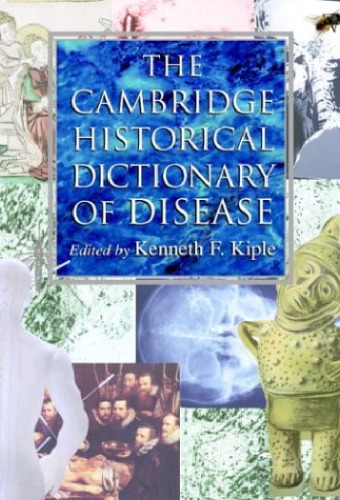 THE
CAMBRIDGE
HISTORICAL
DICTIONARY
OF DISEASE
Edited by Kenneth F. Kiple